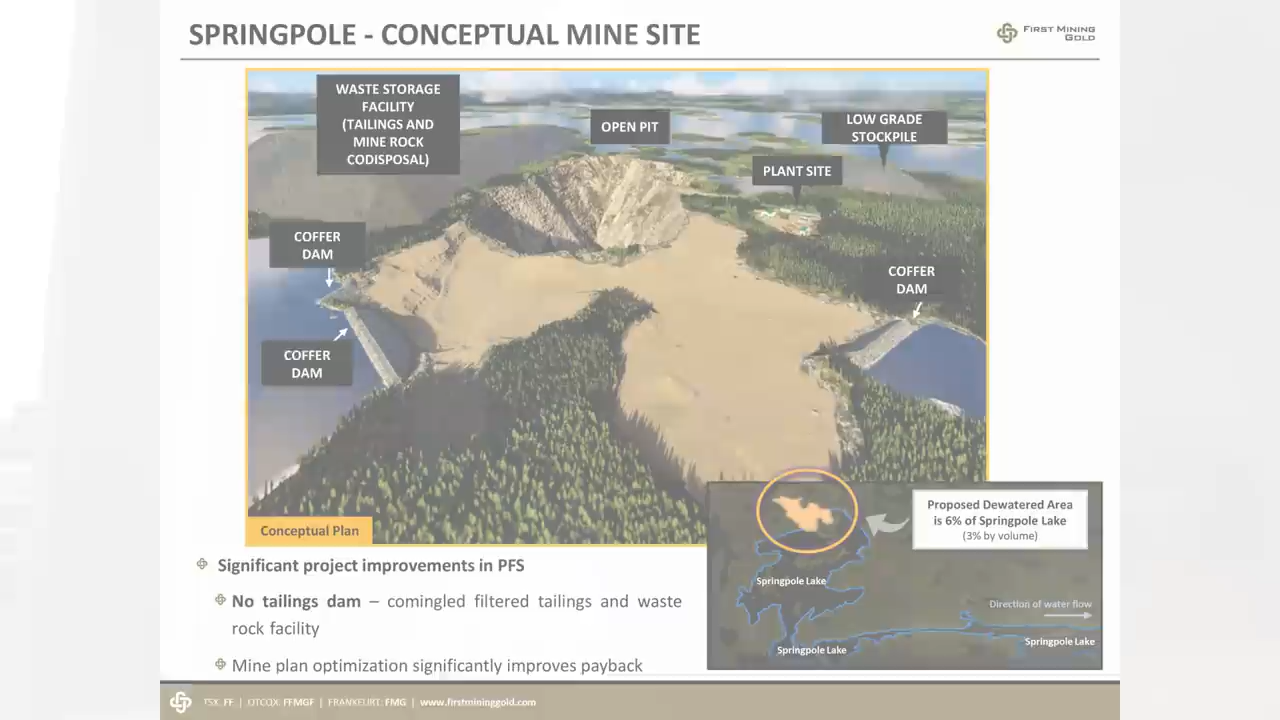 SPRINGPOLE - CONCEPTUAL MINE SITE
FIRST MINING
GOLD
WASTE STORAGE
FACILITY
(TAILINGS AND
MINE ROCK
CODISPOSAL)
OPEN PIT
LOW GRADE
STOCKPILE
PLANT SITE
COFFER
DAM
COFFER
DAM
COFFER
DAM
Conceptual Plan
Proposed Dewatered Area
is 6% of Springpole Lake
(3% by volume)
Springpole Lake
Direction of water flow
Springpole Lake
Springpole Lake
Significant project improvements in PFS
No tailings dam – comingled filtered tailings and waste
rock facility
Mine plan optimization significantly improves payback
TSX: FF | OTCQX: FFMGF | FRANKFURT: FMG | www.firstmininggold.com